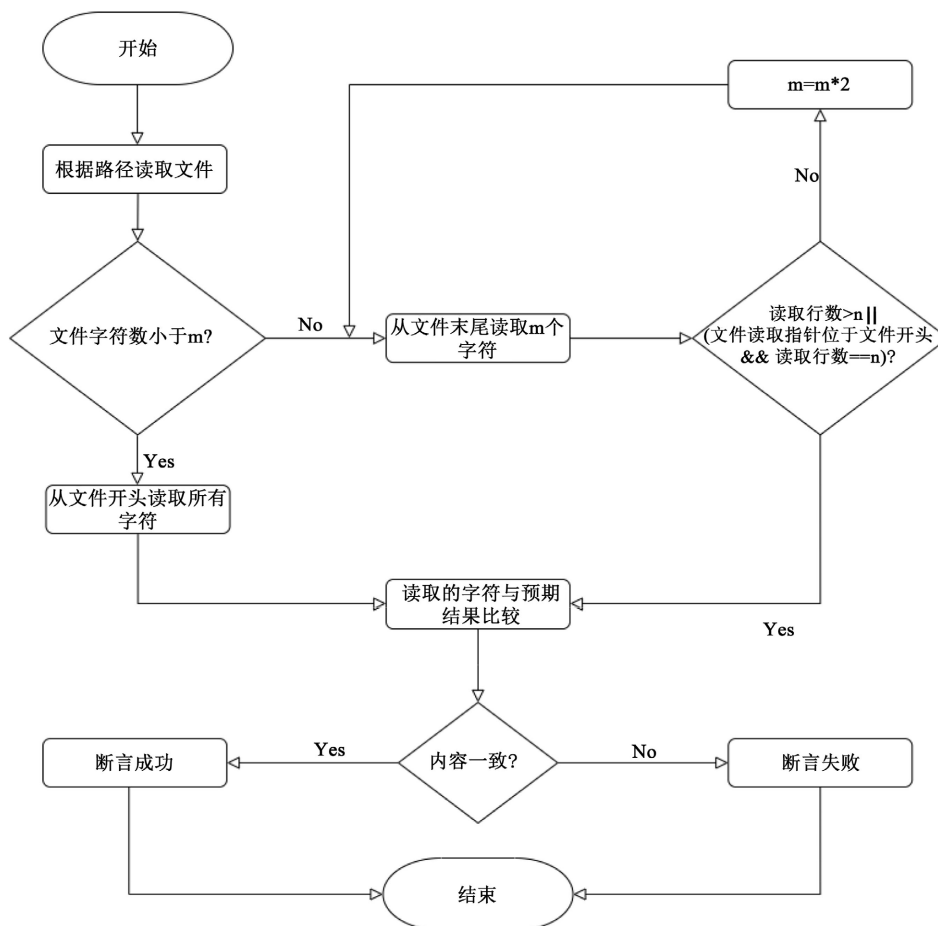 开始
m=m*2
根据路径读取文件
No
文件字符数小于m?
No
从文件末尾读取m个
字符
读取行数>n||
(文件读取指针位于文件开头
&& 读取行数==n)?
Yes
从文件开头读取所有
字符
读取的字符与预期
结果比较
Yes
断言成功
Yes
内容一致?
No
断言失败
结束